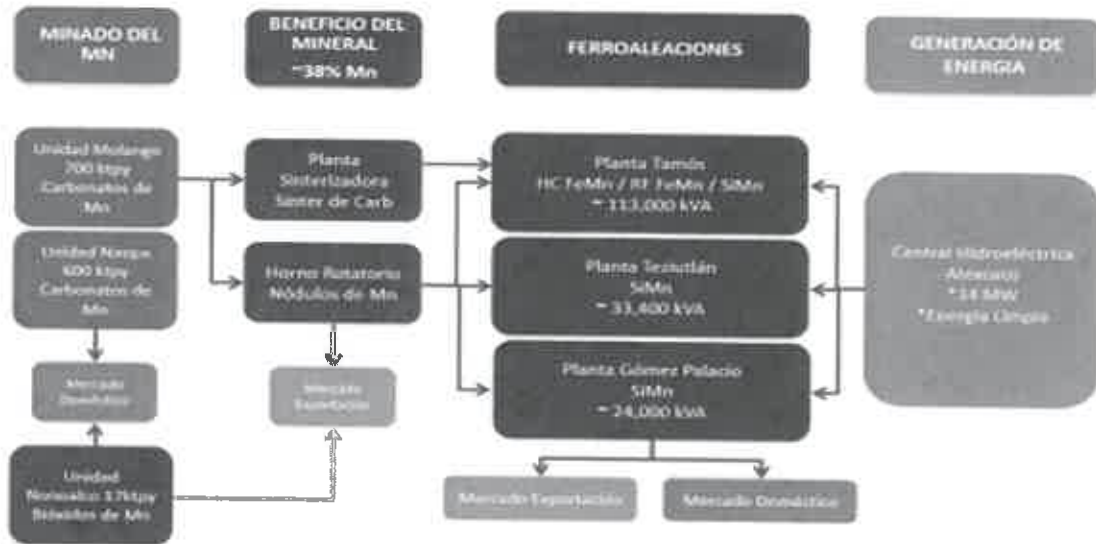 MINADO DEL
MN
BENEFICIO DEL
MINERAL
~38% Mn
FERROALEACIONES
GENERACIÓN DE
ENERGIA
Unidad Molango
700 ktpy
Carbonatos de
Mn
Unidad Naopa
600 ktpy
Carbonatos de
Mn
Mercado
Doméstico
Unidad
Nonoalco 17ktpy
Bióxidos de Mn
Planta
Sinterizadora
Sinter de Carb
Horno Rotatorio
Nódulos de Mn
Mercado
Exportación
Planta Tamós
HC FeMn / RF FeMn / SiMn
~ 113,000 kVA
Planta Teziutlán
SiMn
~ 33,400 kVA
Planta Gómez Palacio
SiMn
~ 24,000 kVA
Mercado Exportación
Mercado Doméstico
Central Hidroeléctrica
MW
*Energía Limpia